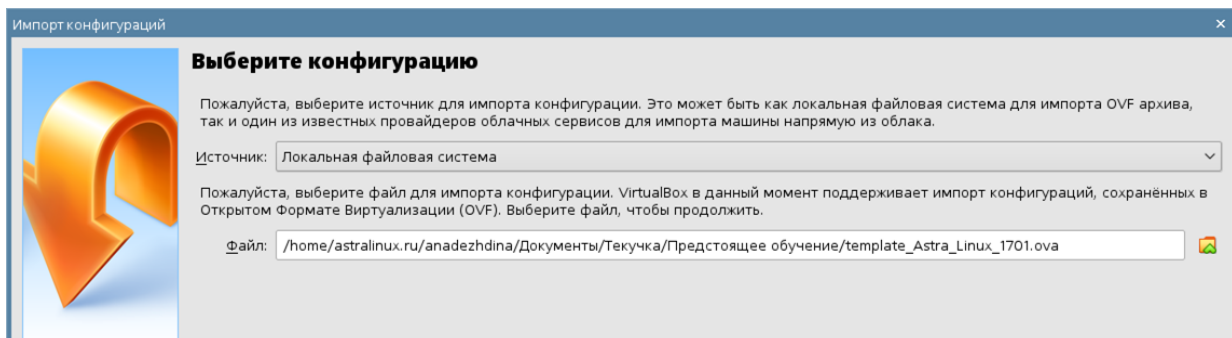 Импорт конфигураций
Выберите конфигурацию
Пожалуйста, выберите источник для импорта конфигурации. Это может быть как локальная файловая система для импорта OVF архива,
так и один из известных провайдеров облачных сервисов для импорта машины напрямую из облака.
Источник: Локальная файловая система
Пожалуйста, выберите файл для импорта конфигурации. VirtualBox в данный момент поддерживает импорт конфигураций, сохранённых в
Открытом Формате Виртуализации (OVF). Выберите файл, чтобы продолжить.
Файл: /home/astralinux.ru/anadezhdina/Документы/Текучка/Предстоящее обучение/template_Astra_Linux_1701.ova